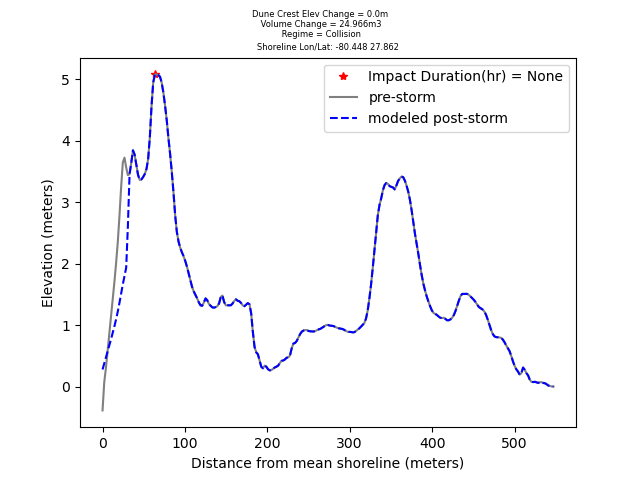 Dune Crest Elev Change = 0.0m
Volume Change = 24.966m3
Regime = Collision
Shoreline Lon/Lat: -80.448 27.862
Impact Duration(hr) = None
pre-storm
modeled post-storm
5
4
3
2
1
0
Elevation (meters)
0 100 200 300 400 500
Distance from mean shoreline (meters)